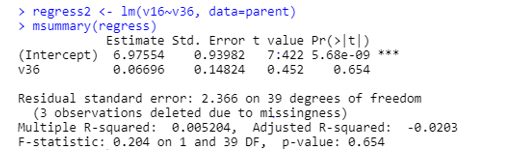 > regress2 <- lm(v16~v36, data=parent)
> msummary(regress)
Estimate Std. Error t value Pr(>|t|)
(Intercept) 6.97554 0.93982 7:422 5.68e-09 ***
v36 0.06696 0.14824 0.452 0.654
Residual standard error: 2.366 on 39 degrees of freedom
(3 observations deleted due to missingness)
Multiple R-squared: 0.005204, Adjusted R-squared: -0.0203
F-statistic: 0.204 on 1 and 39 DF, p-value: 0.654